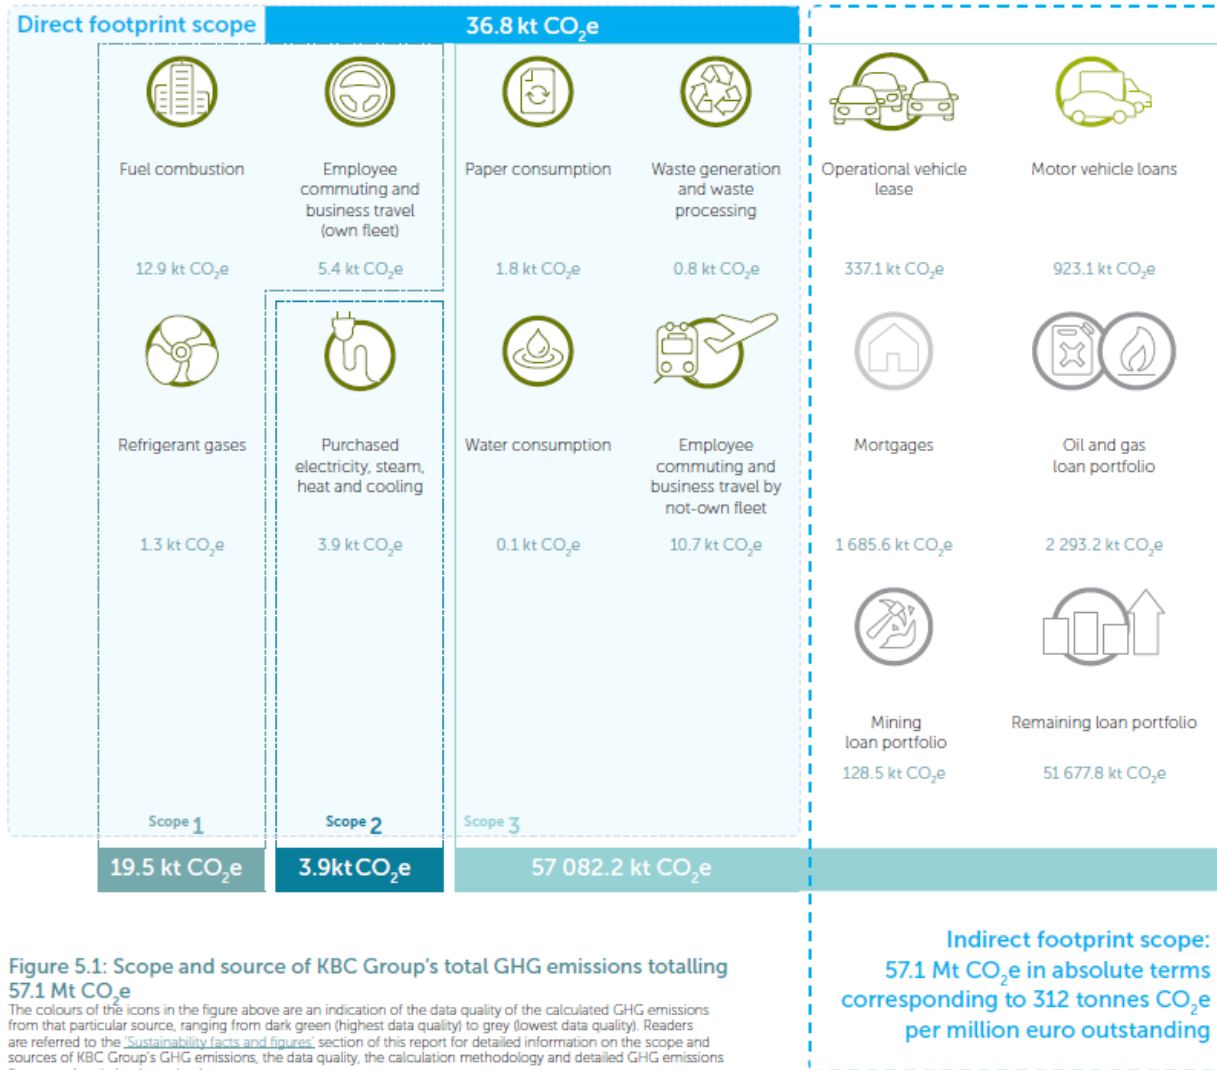 Direct footprint scope
36.8 kt CO₂e
Fuel combustion
12.9 kt CO₂e
Employee
commuting and
business travel
(own fleet)
5.4 kt CO₂e
Paper consumption
1.8 kt CO₂e
Waste generation
and waste
processing
0.8 kt CO₂e
Operational vehicle
lease
337.1 kt CO₂e
Motor vehicle loans
923.1 kt CO₂e
Refrigerant gases
1.3 kt CO₂e
Purchased
electricity, steam,
heat and cooling
3.9 kt CO₂e
Water consumption
0.1 kt CO₂e
Employee
commuting and
business travel by
not-own fleet
10.7 kt CO₂e
Mortgages
1 685.6 kt CO₂e
Oil and gas
loan portfolio
2 293.2 kt CO₂e
Mining
loan portfolio
128.5 kt CO₂e
Remaining loan portfolio
51 677.8 kt CO₂e
Scope 1
Scope 2
Scope 3
19.5 kt CO₂e
3.9kt CO₂e
57 082.2 kt CO₂e
Indirect footprint scope:
57.1 Mt CO₂e in absolute terms
corresponding to 312 tonnes CO₂e
per million euro outstanding
Figure 5.1: Scope and source of KBC Group's total GHG emissions totalling
57.1 Mt CO₂e
The colours of the icons in the figure above are an indication of the data quality of the calculated GHG emissions
from that particular source, ranging from dark green (highest data quality) to grey (lowest data quality). Readers
are referred to the 'Sustainability facts and figures' section of this report for detailed information on the scope and
sources of KBC Group's GHG emissions, the data quality, the calculation methodology and detailed GHG emissions